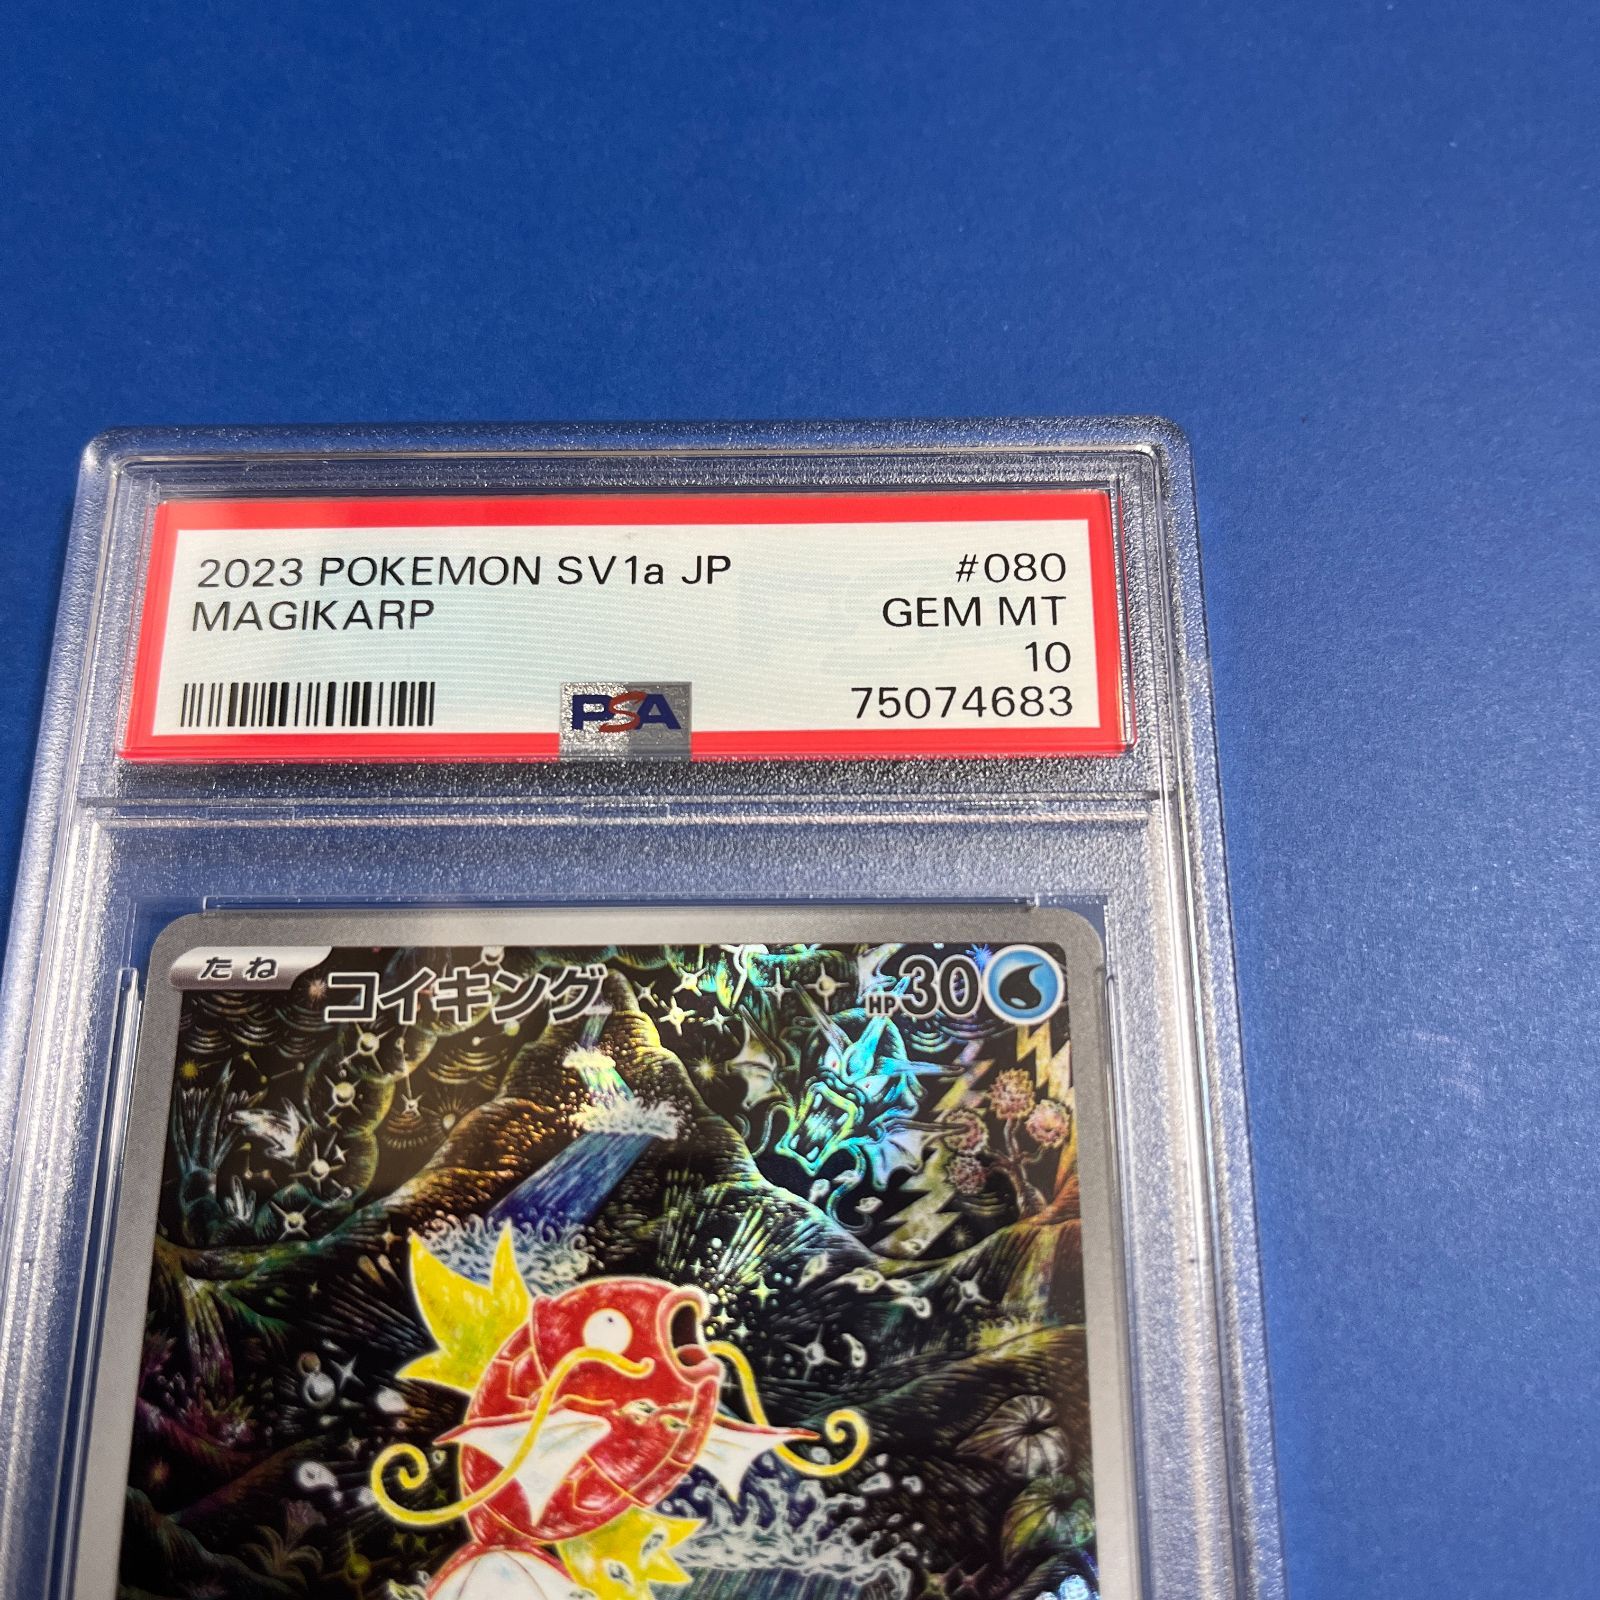 2023 POKEMON SV1a JP #080
MAGIKARP GEM MT
10
PSA 75074683
たね コイキング HP30